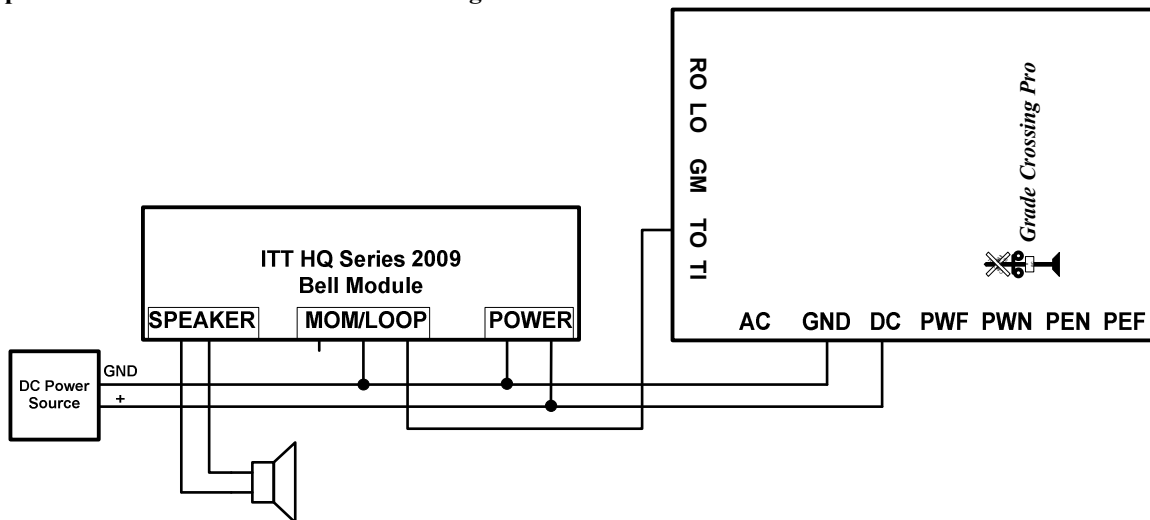 RO LO GM TO TI
Grade Crossing Pro
ITT HQ Series 2009
Bell Module
SPEAKER MOM/LOOP POWER
AC GND DC PWF PWN PEN PEF
GND
DC Power
Source
+